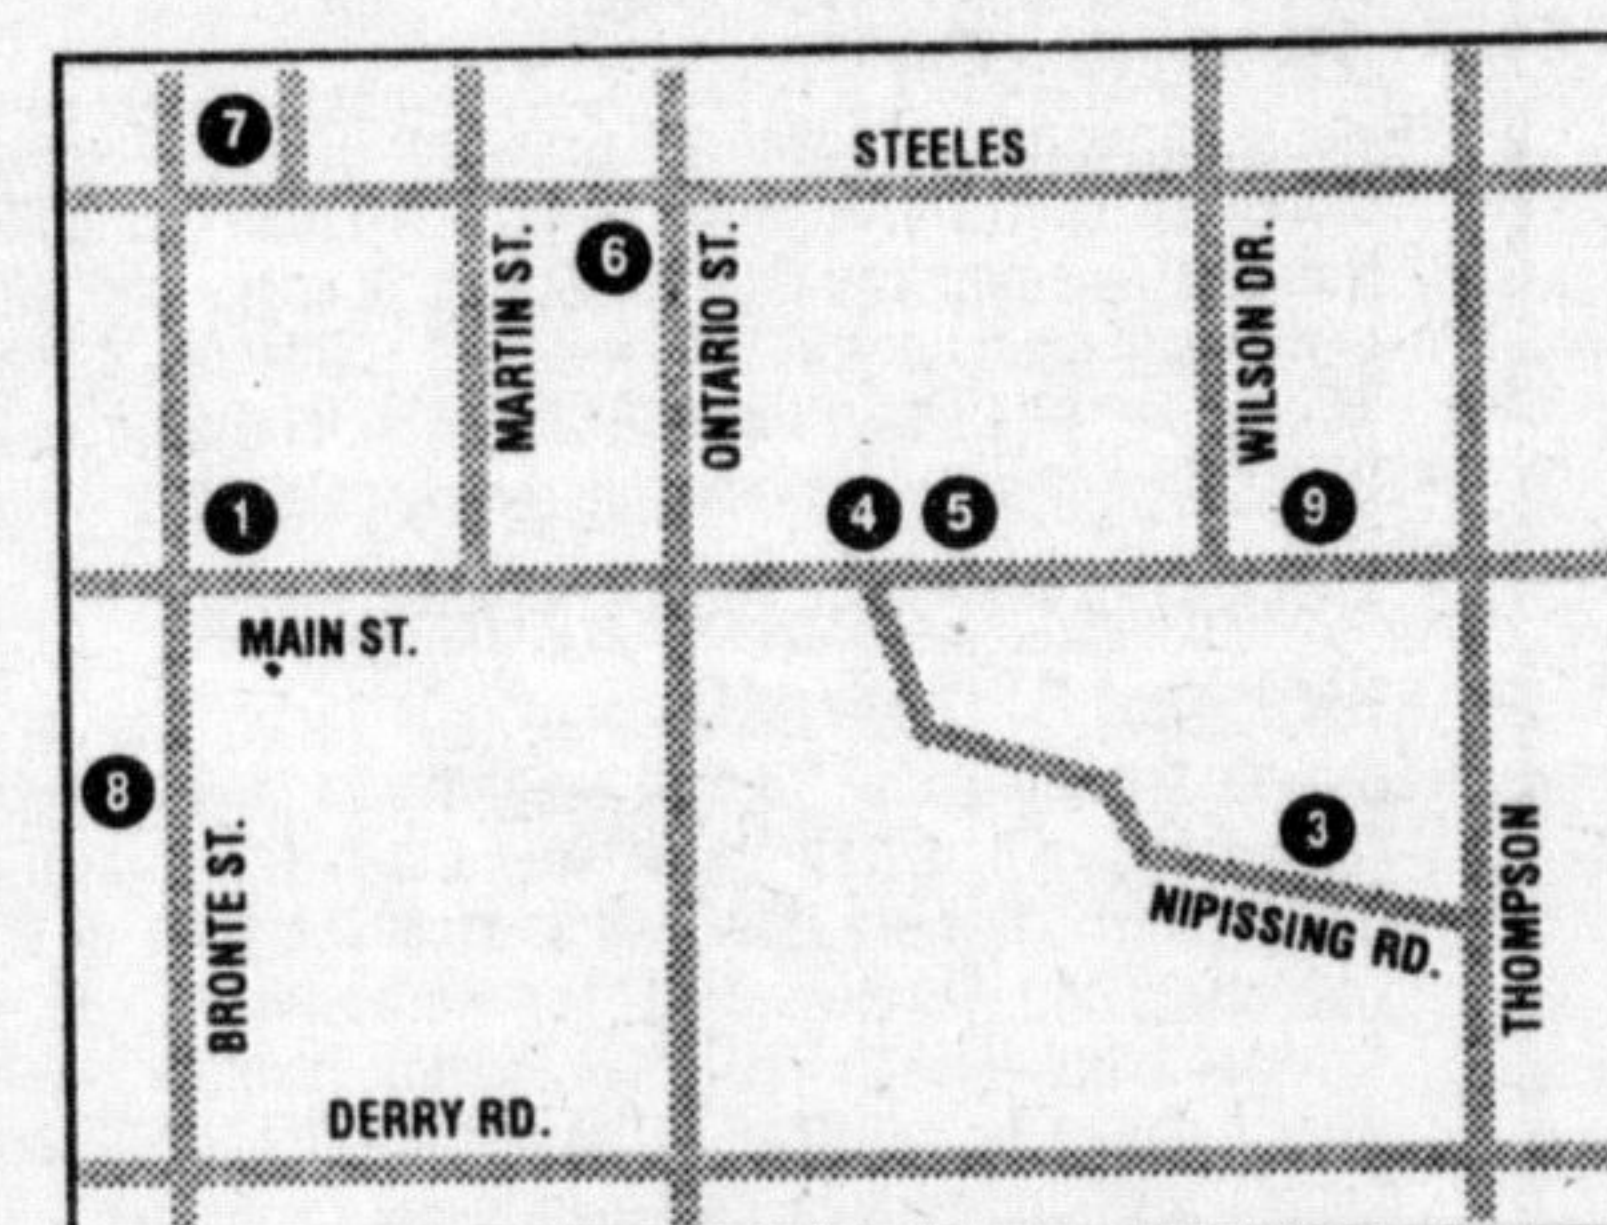 7
STEELES
MARTIN ST.
6
ONTARIO ST.
WILSON DR.
1
4
5
9
MAIN ST.
8
BRONTE ST.
3
NIPISSING RD.
THOMPSON
DERRY RD.